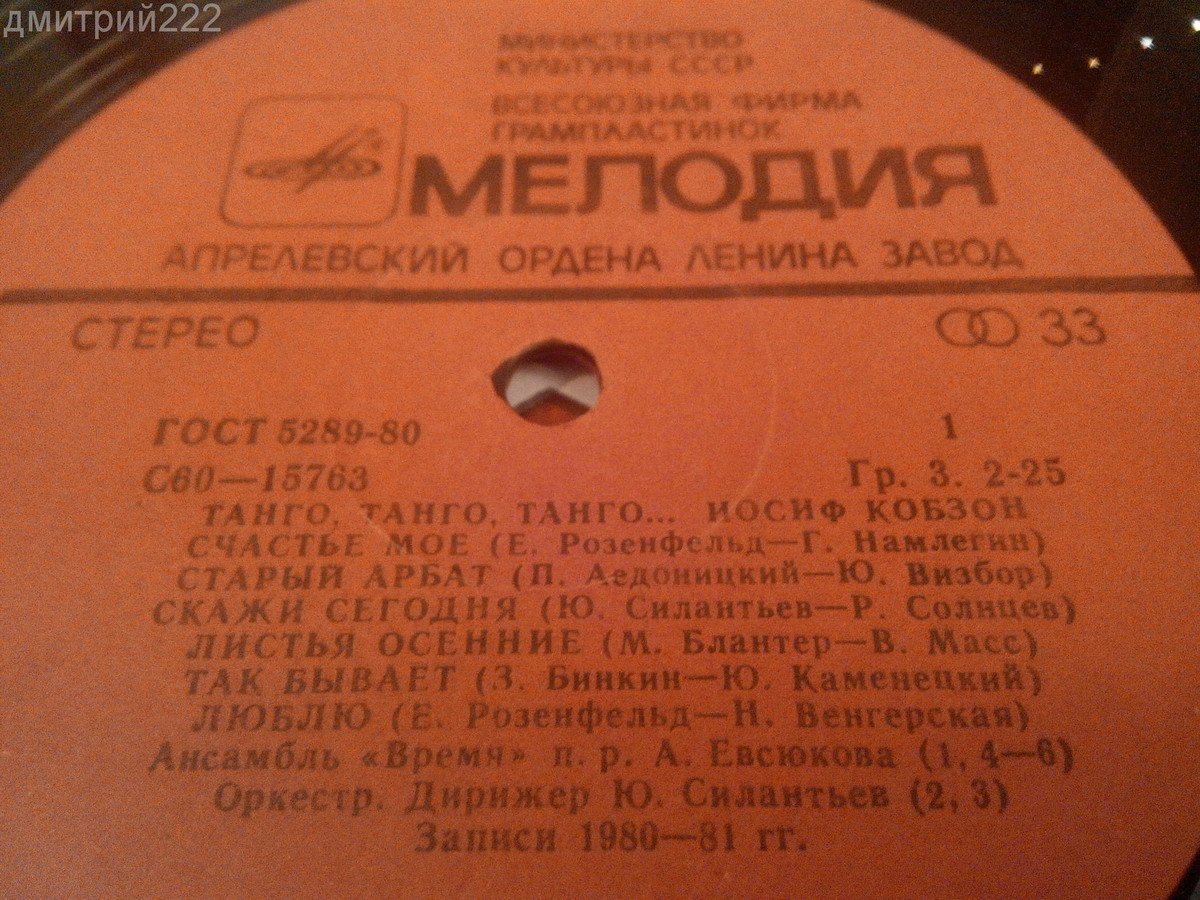 дмитрий222
МИНИСТЕРСТВО
КУЛЬТУРЫ СССР
ВСЕСОЮЗНАЯ ФИРМА
ГРАМПЛАСТИНОК
МЕЛОДИЯ
АПРЕЛЕВСКИЙ ОРДЕНА ЛЕНИНА ЗАВОД
СТЕРЕО 33
ГОСТ 5289-80 1
С60—15763 Гр. 3. 2-25
ТАНГО, ТАНГО, ТАНГО... ИОСИФ КОБЗОН
СЧАСТЬЕ МОЕ (Е. Розенфельд—Г. Намлегин)
СТАРЫЙ АРБАТ (П. Аедоницкий—Ю. Визбор)
СКАЖИ СЕГОДНЯ (Ю. Силантьев—Р. Солнцев)
ЛИСТЬЯ ОСЕННИЕ (М. Блантер—В. Масс)
ТАК БЫВАЕТ (З. Бинкин—Ю. Каменецкий)
ЛЮБЛЮ (Е. Розенфельд—Н. Венгерская)
Ансамбль «Время» п. р. А. Евсюкова (1, 4—6)
Оркестр. Дирижер Ю. Силантьев (2, 3)
Записи 1980—81 гг.